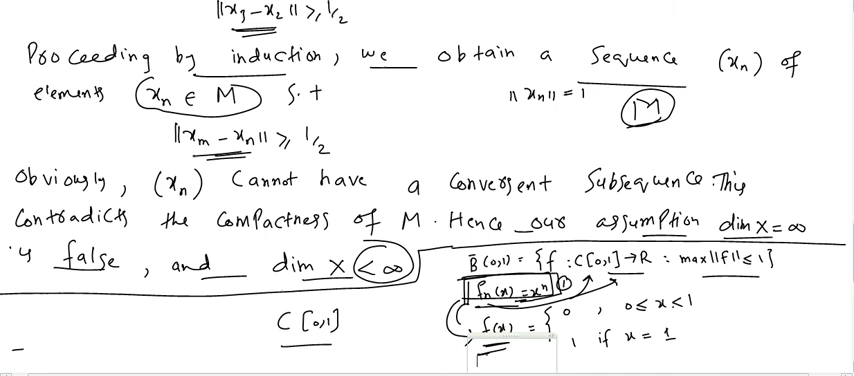 ||x₃ - x₂|| ≥ 1/2
Proceeding by induction, we obtain a Sequence (xₙ) of
elements xₙ ∈ M s.t ||xₙ|| = 1 M
||xₘ - xₙ|| ≥ 1/2
Obviously, (xₙ) Cannot have a Convergent Subsequence. This
Contradicts the Compactness of M. Hence our assumption dim X = ∞
is false, and dim X < ∞
B̄(0,1) = {f : C[0,1] → R : max||f|| ≤ 1}
fₙ(x) = xⁿ ①
C[0,1]
f(x) = { 0 , 0 ≤ x < 1
1 , if x = 1